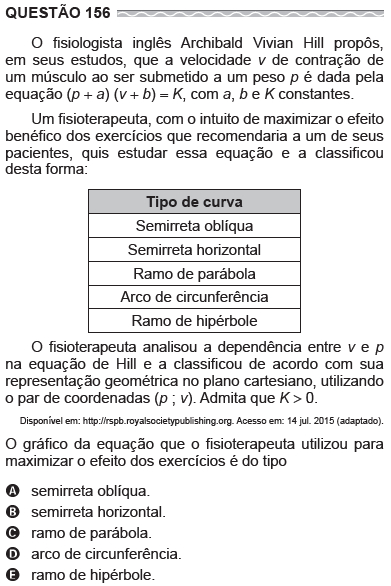 QUESTÃO 156
O fisiologista inglês Archibald Vivian Hill propôs,
em seus estudos, que a velocidade v de contração de
um músculo ao ser submetido a um peso p é dada pela
equação (p + a) (v + b) = K, com a, b e K constantes.
Um fisioterapeuta, com o intuito de maximizar o efeito
benéfico dos exercícios que recomendaria a um de seus
pacientes, quis estudar essa equação e a classificou
desta forma:
Tipo de curva
Semirreta oblíqua
Semirreta horizontal
Ramo de parábola
Arco de circunferência
Ramo de hipérbole
O fisioterapeuta analisou a dependência entre v e p
na equação de Hill e a classificou de acordo com sua
representação geométrica no plano cartesiano, utilizando
o par de coordenadas (p ; v). Admita que K > 0.
Disponível em: http://rspb.royalsocietypublishing.org. Acesso em: 14 jul. 2015 (adaptado).
O gráfico da equação que o fisioterapeuta utilizou para
maximizar o efeito dos exercícios é do tipo
A semirreta oblíqua.
B semirreta horizontal.
C ramo de parábola.
D arco de circunferência.
E ramo de hipérbole.